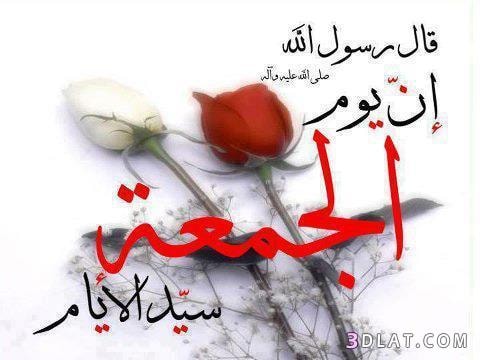 قال رسول الله
صلى الله عليه وآله
إنّ يوم
الجمعة
سيّد الأيام
3DLAT.COM